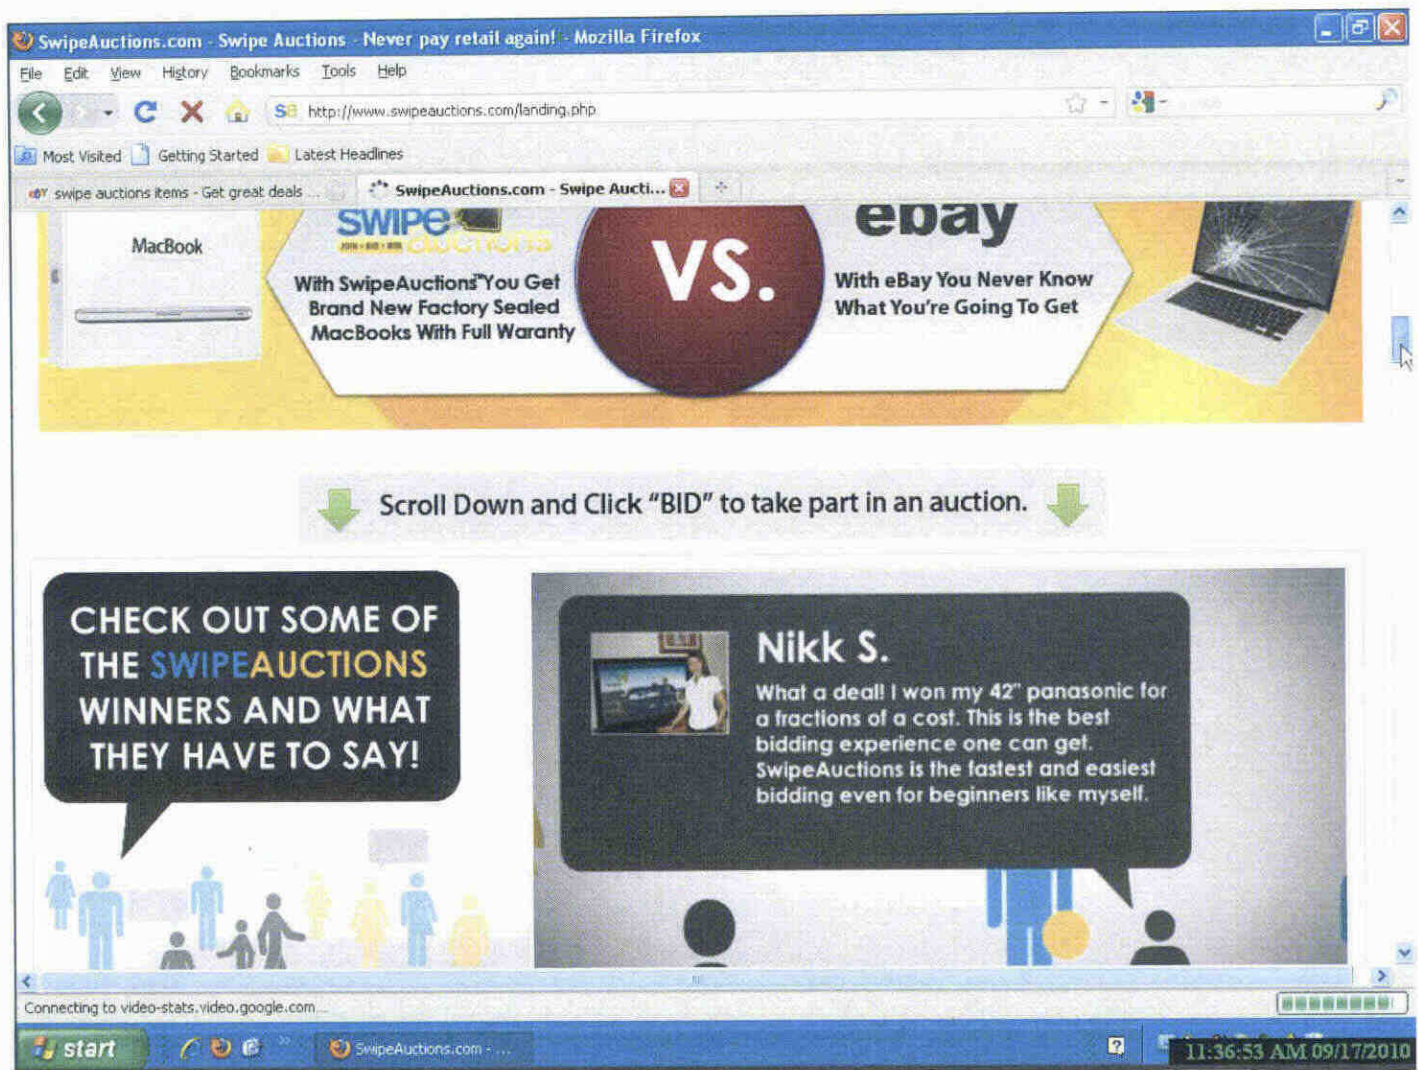 SwipeAuctions.com - Swipe Auctions - Never pay retail again! - Mozilla Firefox
File Edit View History Bookmarks Tools Help
http://www.swipeauctions.com/landing.php
Most Visited Getting Started Latest Headlines
swipe auctions items - Get great deals ... SwipeAuctions.com - Swipe Aucti...
MacBook
SWIPE
JOIN • BID • WIN auctions
With SwipeAuctions™ You Get
Brand New Factory Sealed
MacBooks With Full Waranty
VS.
ebay
With eBay You Never Know
What You're Going To Get
Scroll Down and Click "BID" to take part in an auction.
CHECK OUT SOME OF
THE SWIPEAUCTIONS
WINNERS AND WHAT
THEY HAVE TO SAY!
Nikk S.
What a deal! I won my 42" panasonic for
a fractions of a cost. This is the best
bidding experience one can get.
SwipeAuctions is the fastest and easiest
bidding even for beginners like myself.
Connecting to video-stats.video.google.com...
start SwipeAuctions.com - ...
11:36:53 AM 09/17/2010